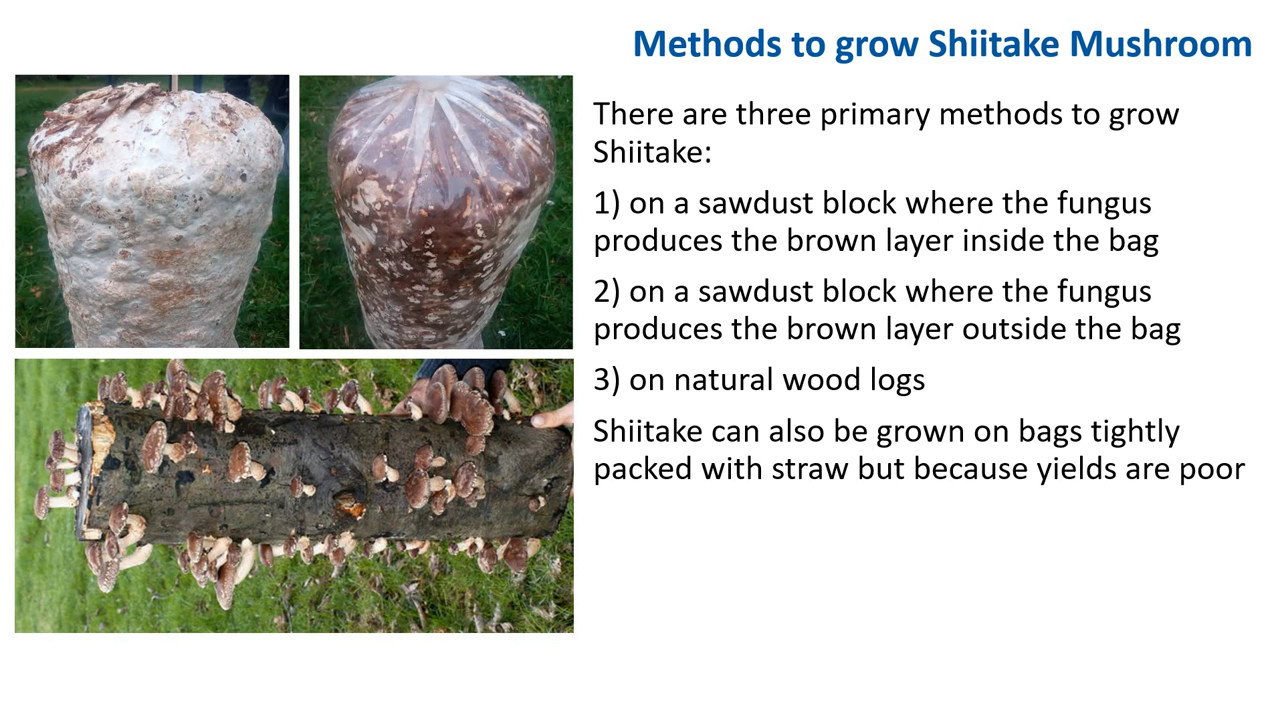 Methods to grow Shiitake Mushroom
There are three primary methods to grow
Shiitake:
1) on a sawdust block where the fungus
produces the brown layer inside the bag
2) on a sawdust block where the fungus
produces the brown layer outside the bag
3) on natural wood logs
Shiitake can also be grown on bags tightly
packed with straw but because yields are poor